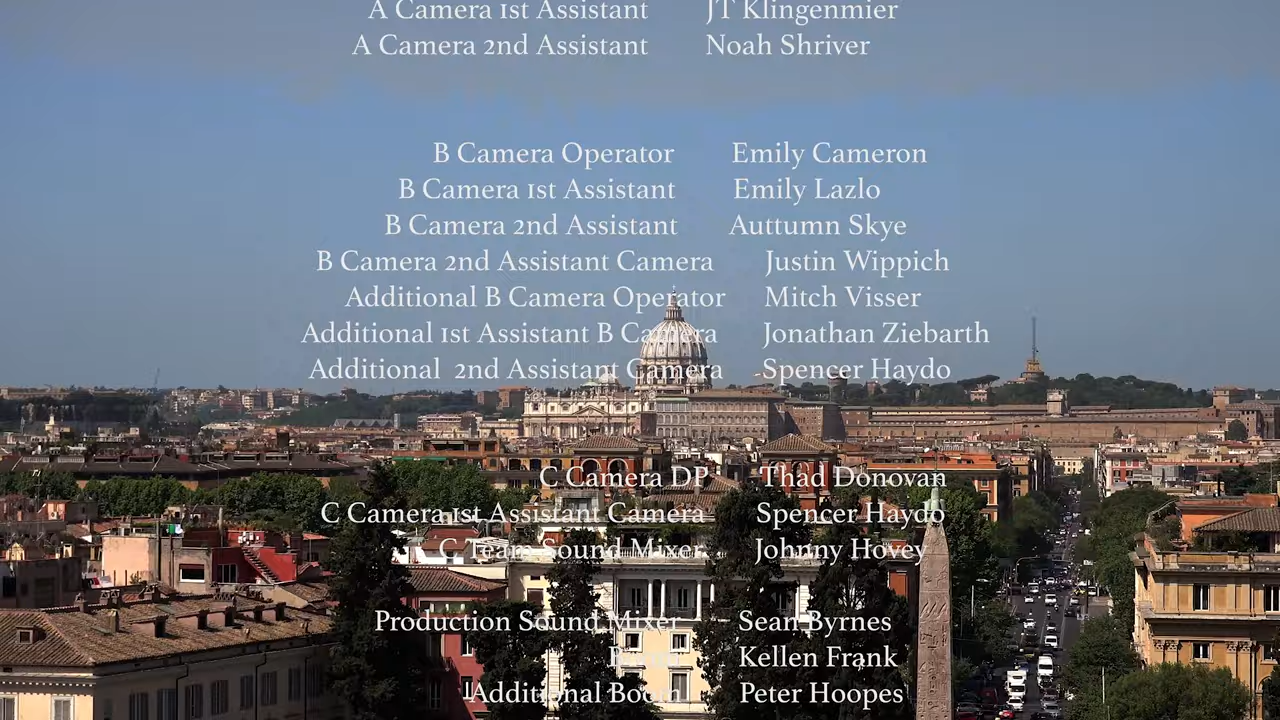 A Camera 1st Assistant JT Klingenmier
A Camera 2nd Assistant Noah Shriver
B Camera Operator Emily Cameron
B Camera 1st Assistant Emily Lazlo
B Camera 2nd Assistant Auttumn Skye
B Camera 2nd Assistant Camera Justin Wippich
Additional B Camera Operator Mitch Visser
Additional 1st Assistant B Camera Jonathan Ziebarth
Additional 2nd Assistant Camera -Spencer Haydo
C Camera DP Thad Donovan
C Camera 1st Assistant Camera Spencer Haydo
C Team Sound Mixer Johnny Hovey
Production Sound Mixer Sean Byrnes
Kellen Frank
Additional Boom Peter Hoopes